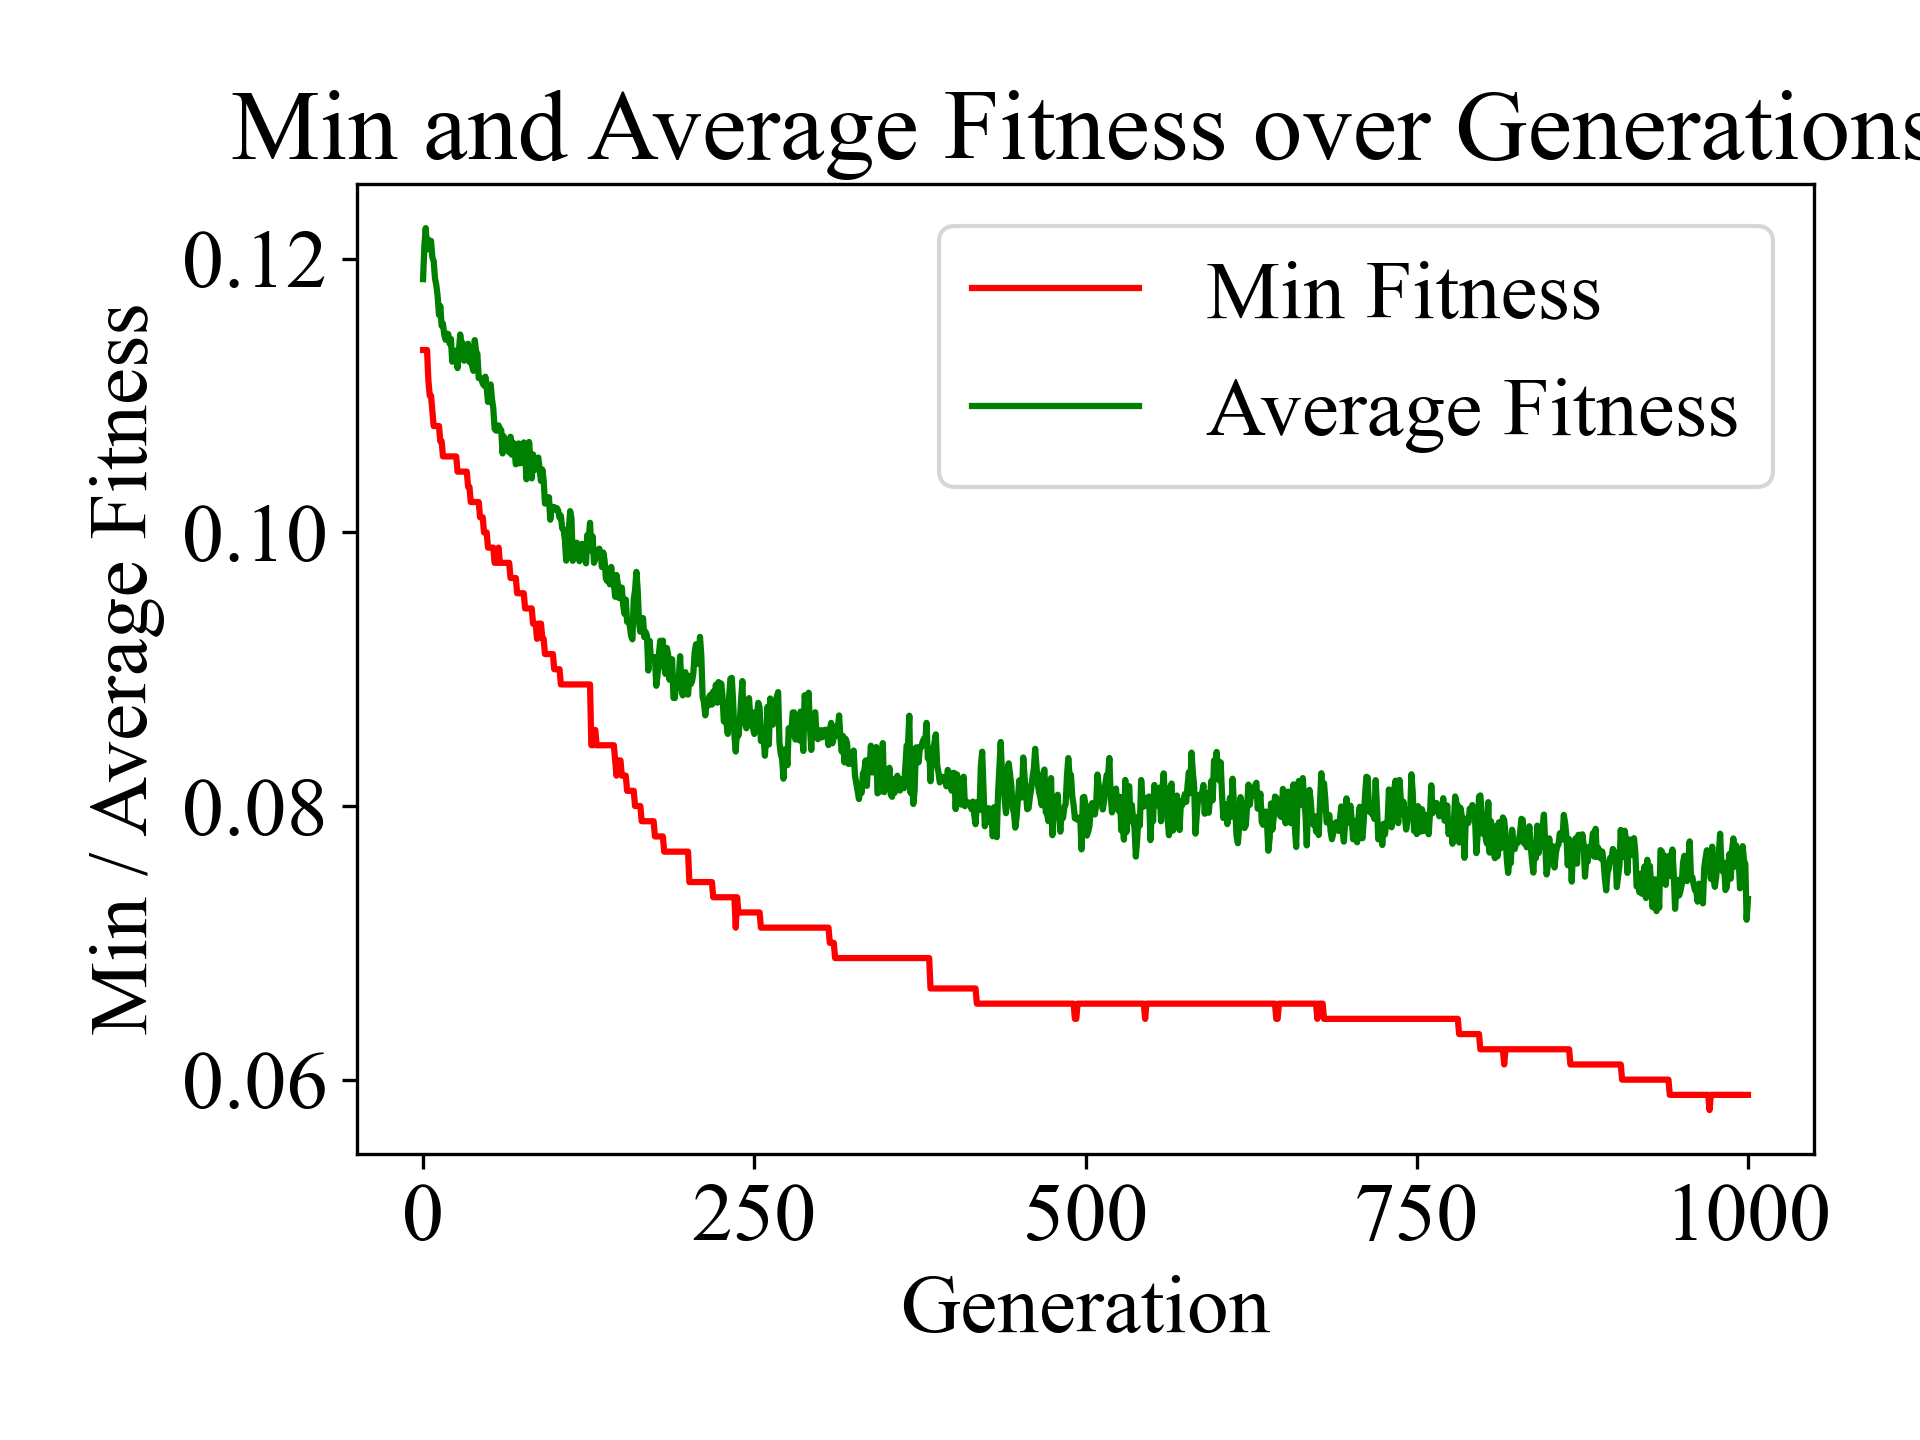 Min and Average Fitness over Generations
Min Fitness
Average Fitness
Min / Average Fitness
0.12
0.10
0.08
0.06
0 250 500 750 1000
Generation